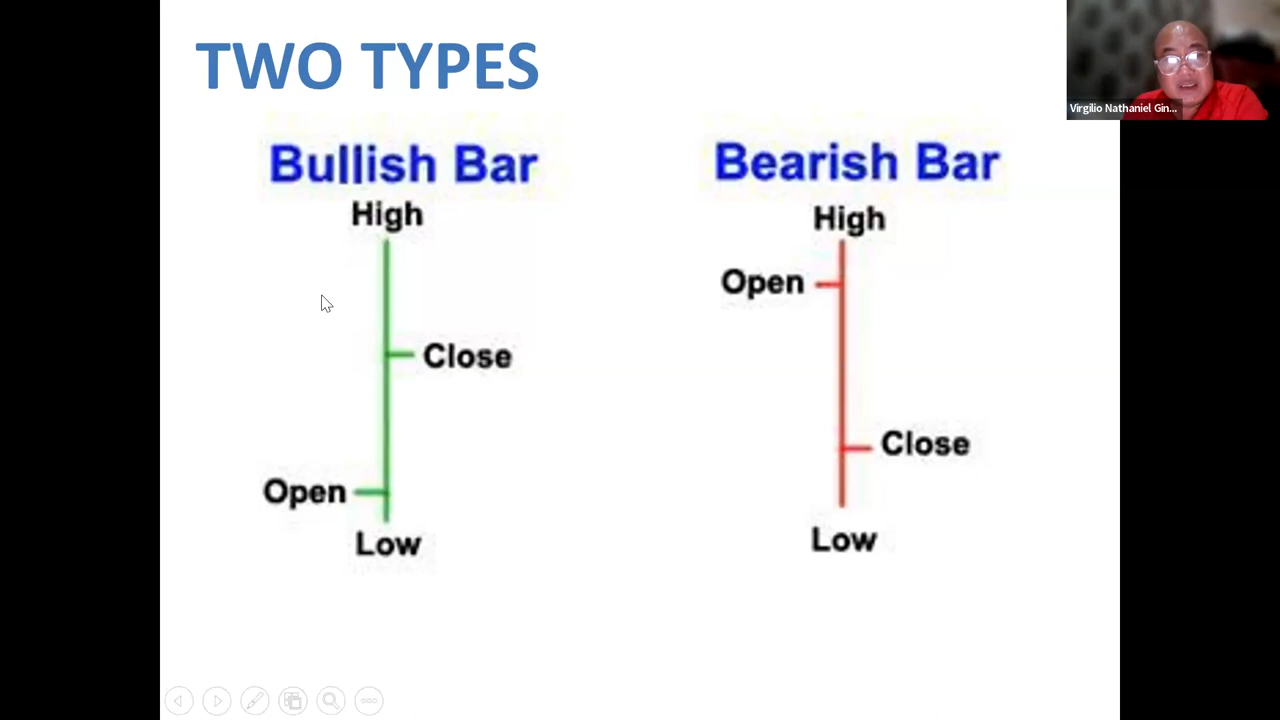 TWO TYPES
Virgilio Nathaniel Gin...
Bullish Bar
High
Close
Open
Low
Bearish Bar
High
Open
Close
Low